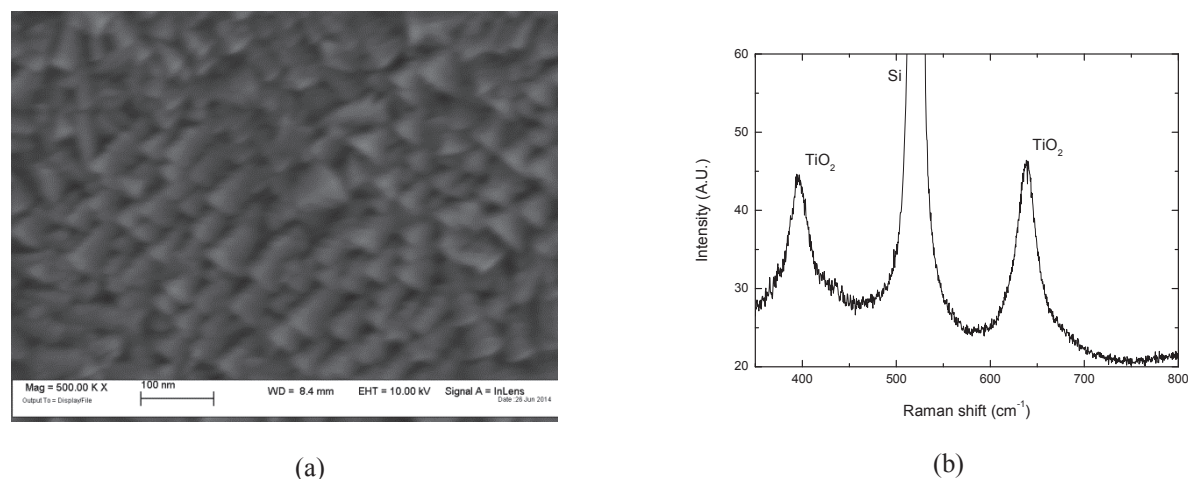 Mag = 500.00 K X
100 nm
WD = 8.4 mm
EHT = 10.00 kV
Signal A = InLens
Output To = Display/File
Date :28 Jun 2014
(a)
60
50
40
30
20
Intensity (A.U.)
Si
TiO₂
TiO₂
400
500
600
700
800
Raman shift (cm⁻¹)
(b)